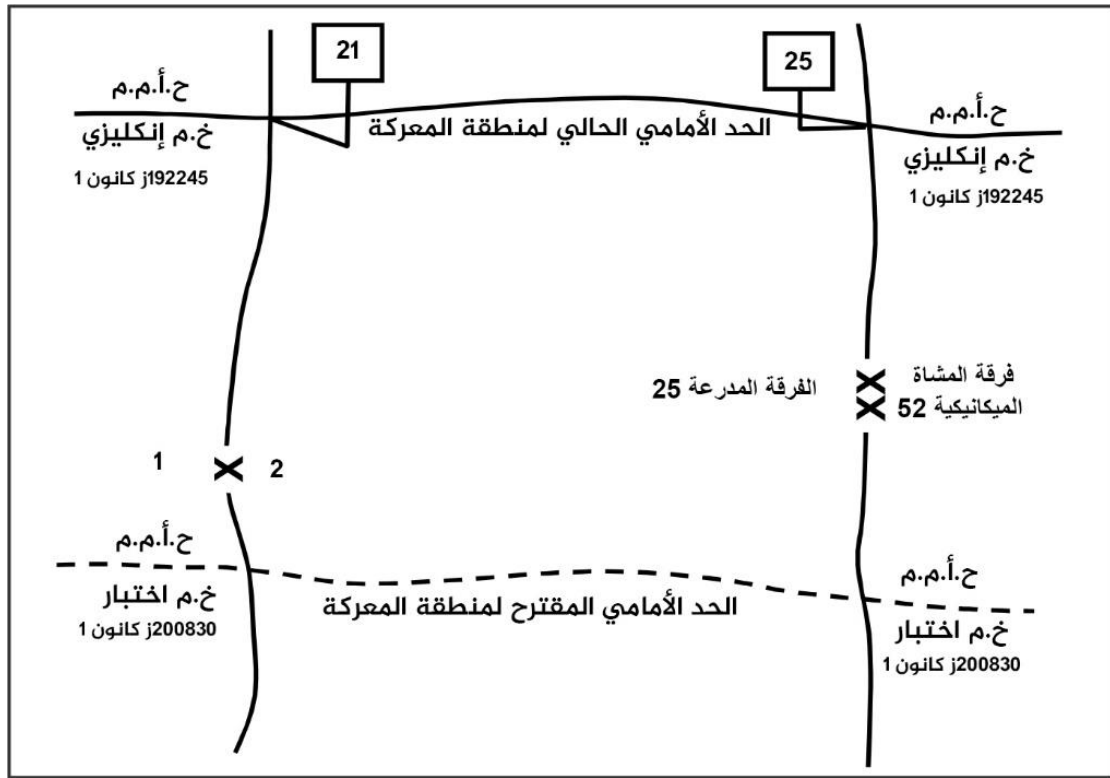 21
25
ح.أ.م.م
ح.أ.م.م
الحد الأمامي الحالي لمنطقة المعركة
خ.م إنكليزي
192245ز كانون 1
خ.م إنكليزي
192245ز كانون 1
فرقة المشاة
الميكانيكية 52
الفرقة المدرعة 25
2
1
ح.أ.م.م
ح.أ.م.م
الحد الأمامي المقترح لمنطقة المعركة
خ.م اختبار
200830ز كانون 1
خ.م اختبار
200830ز كانون 1